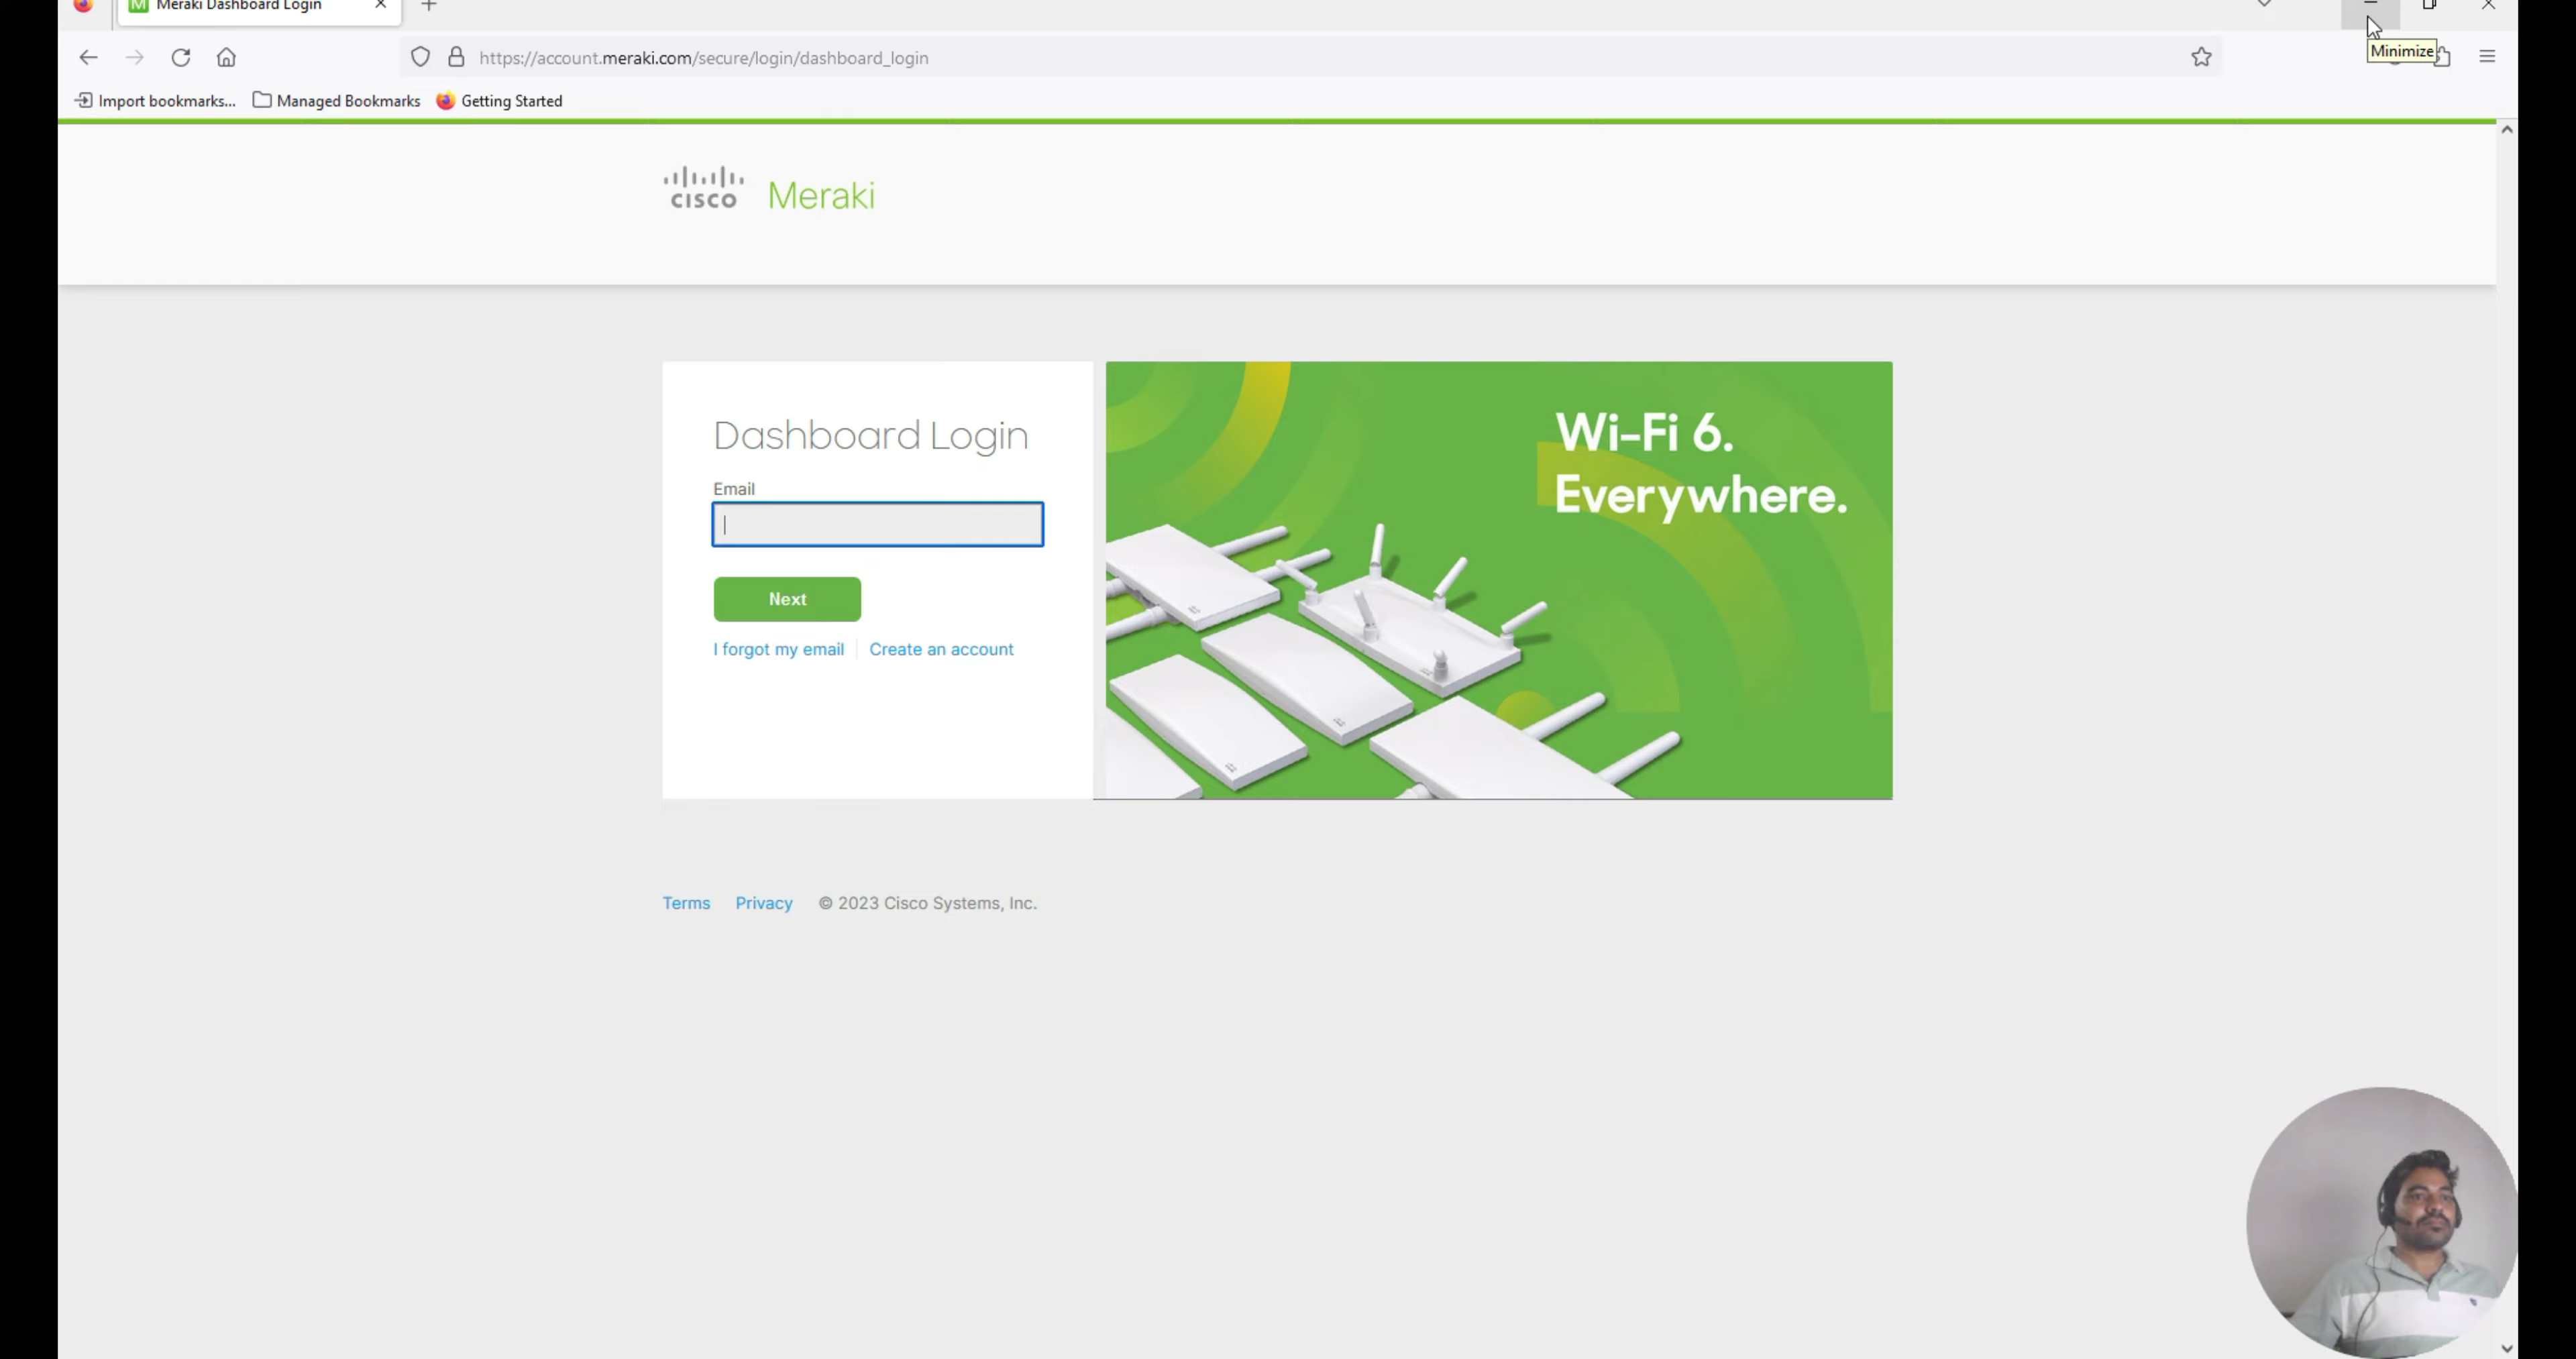 Meraki Dashboard Login
Minimize
https://account.meraki.com/secure/login/dashboard_login
Import bookmarks...
Managed Bookmarks
Getting Started
CISCO Meraki
Dashboard Login
Email
Next
I forgot my email
Create an account
Wi-Fi 6.
Everywhere.
Terms
Privacy
© 2023 Cisco Systems, Inc.